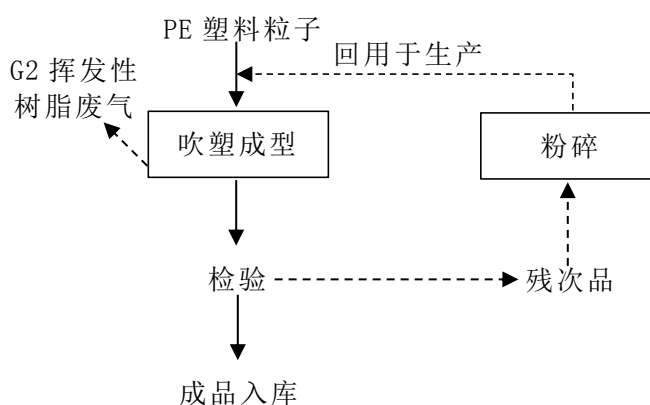 PE 塑料粒子
回用于生产
G2 挥发性
树脂废气
吹塑成型
粉碎
检验
残次品
成品入库